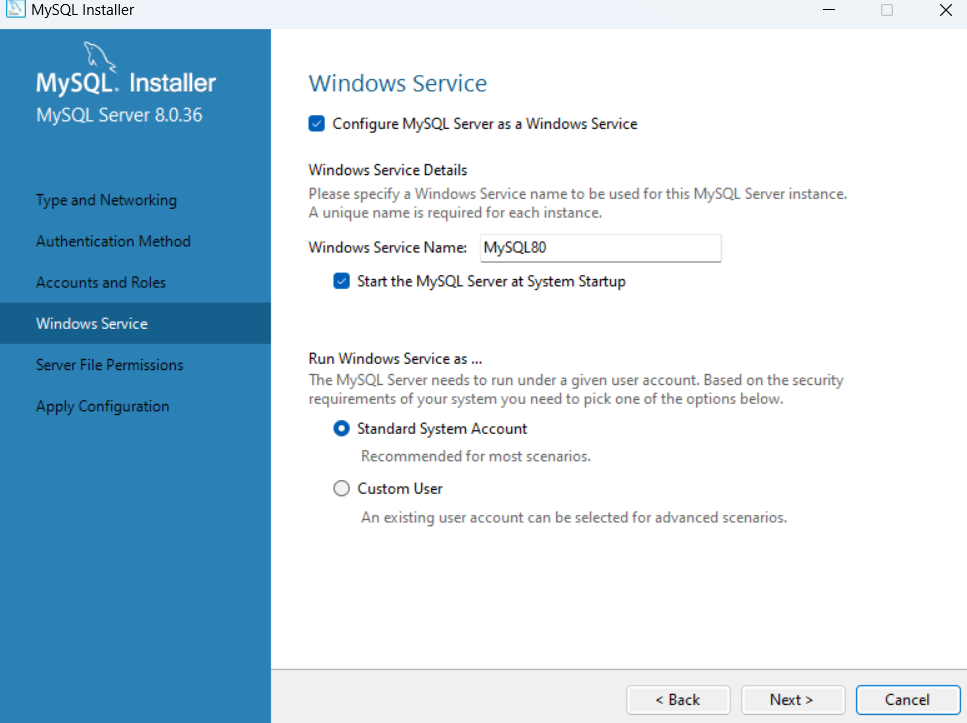 MySQL Installer
MySQL. Installer
MySQL Server 8.0.36
Type and Networking
Authentication Method
Accounts and Roles
Windows Service
Server File Permissions
Apply Configuration
Windows Service
Configure MySQL Server as a Windows Service
Windows Service Details
Please specify a Windows Service name to be used for this MySQL Server instance.
A unique name is required for each instance.
Windows Service Name: MySQL80
Start the MySQL Server at System Startup
Run Windows Service as ...
The MySQL Server needs to run under a given user account. Based on the security
requirements of your system you need to pick one of the options below.
Standard System Account
Recommended for most scenarios.
Custom User
An existing user account can be selected for advanced scenarios.
< Back Next > Cancel